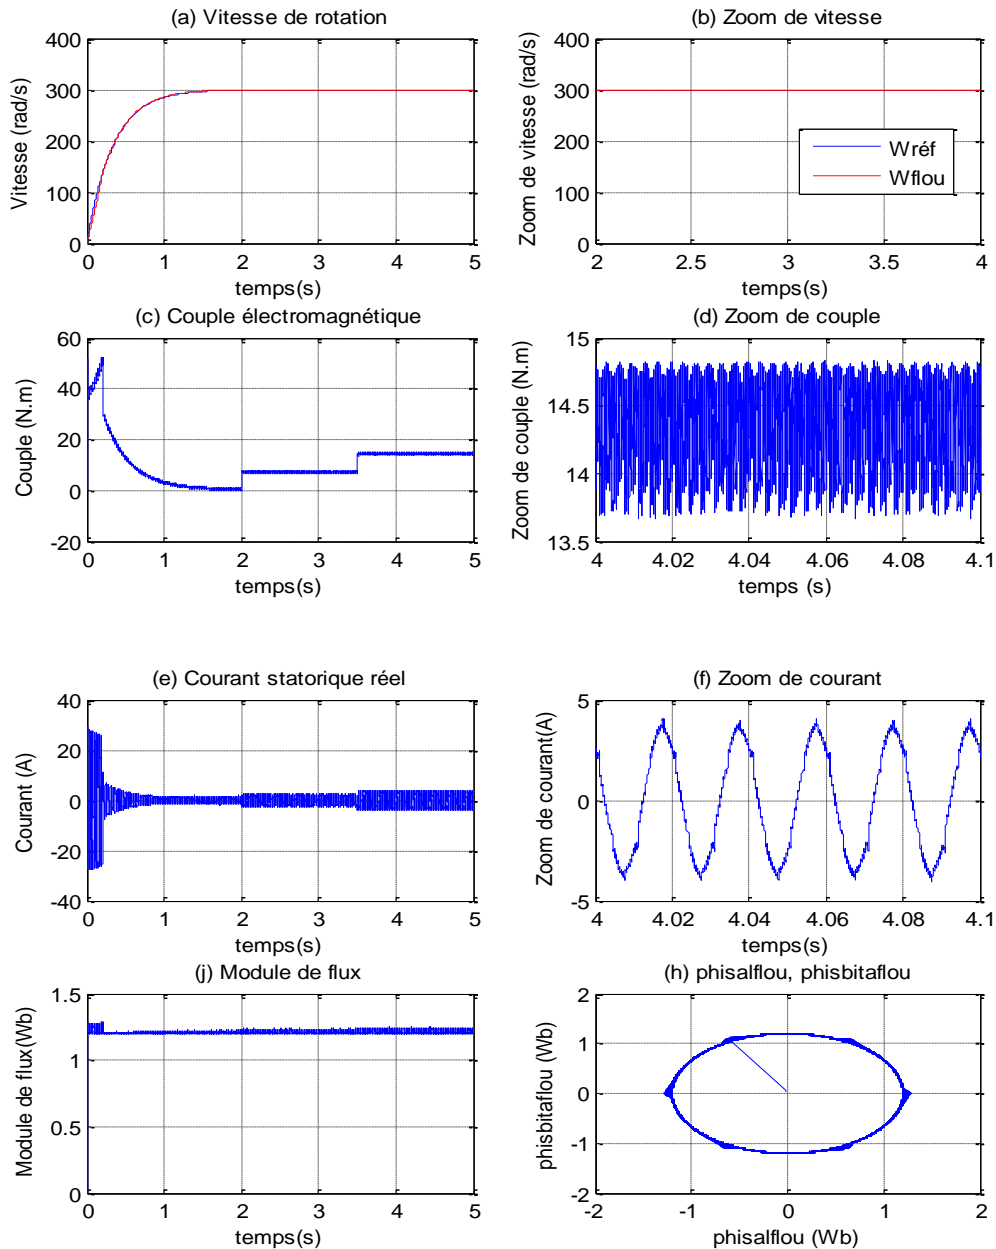 (a) Vitesse de rotation
400
300
200
100
0
Vitesse (rad/s)
0 1 2 3 4 5
temps(s)
(b) Zoom de vitesse
400
300
200
100
0
Zoom de vitesse (rad/s)
Wréf
Wflou
2 2.5 3 3.5 4
temps(s)
(c) Couple électromagnétique
60
40
20
0
-20
Couple (N.m)
0 1 2 3 4 5
temps(s)
(d) Zoom de couple
15
14.5
14
13.5
Zoom de couple (N.m)
4 4.02 4.04 4.06 4.08 4.1
temps (s)
(e) Courant statorique réel
40
20
0
-20
-40
Courant (A)
0 1 2 3 4 5
temps(s)
(f) Zoom de courant
5
0
-5
Zoom de courant(A)
4 4.02 4.04 4.06 4.08 4.1
temps(s)
(j) Module de flux
1.5
1
0.5
0
Module de flux(Wb)
0 1 2 3 4 5
temps(s)
(h) phisalflou, phisbitaflou
2
1
0
-1
-2
phisbitaflou (Wb)
-2 -1 0 1 2
phisalflou (Wb)